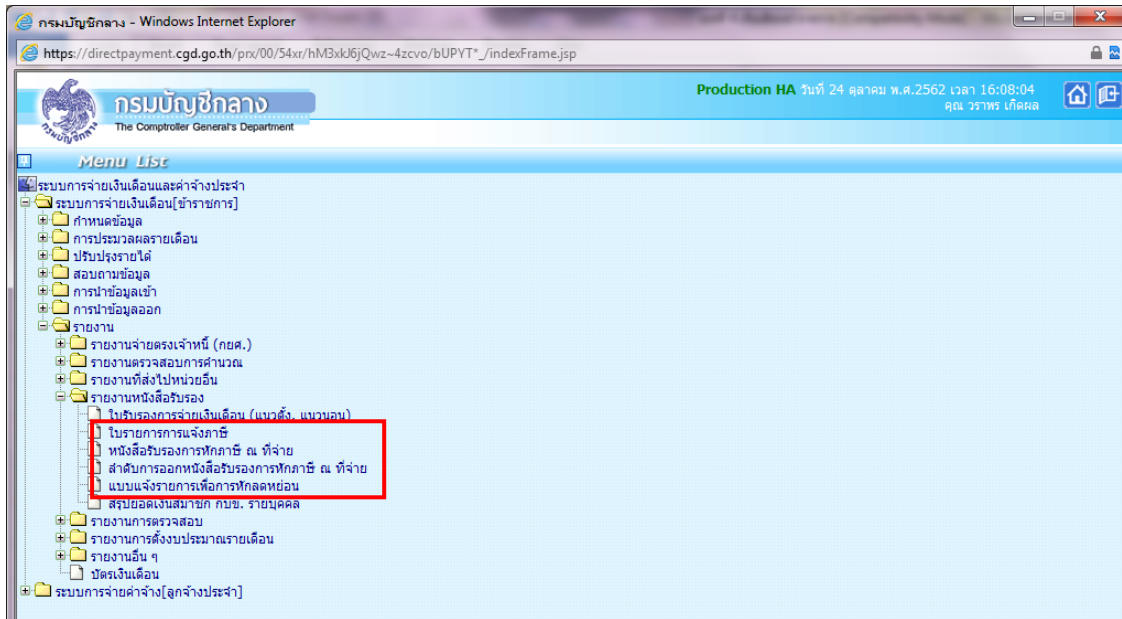 กรมบัญชีกลาง - Windows Internet Explorer
https://directpayment.cgd.go.th/prx/00/54xr/hM3xkJ6jQwz~4zcvo/bUPYT*_/indexFrame.jsp
กรมบัญชีกลาง
The Comptroller General's Department
กรมบัญชีกลาง
Production HA วันที่ 24 ตุลาคม พ.ศ.2562 เวลา 16:08:04
คุณ วราพร เกิดผล
Menu List
ระบบการจ่ายเงินเดือนและค่าจ้างประจำ
ระบบการจ่ายเงินเดือน[ข้าราชการ]
กำหนดข้อมูล
การประมวลผลรายเดือน
ปรับปรุงรายได้
สอบถามข้อมูล
การนำข้อมูลเข้า
การนำข้อมูลออก
รายงาน
รายงานจ่ายตรงเจ้าหนี้ (กยศ.)
รายงานตรวจสอบการคำนวณ
รายงานที่ส่งไปหน่วยอื่น
รายงานหนังสือรับรอง
ใบรับรองการจ่ายเงินเดือน (แนวตั้ง, แนวนอน)
ใบรายการการแจ้งภาษี
หนังสือรับรองการหักภาษี ณ ที่จ่าย
ลำดับการออกหนังสือรับรองการหักภาษี ณ ที่จ่าย
แบบแจ้งรายการเพื่อการหักลดหย่อน
สรุปยอดเงินสมาชิก กบข. รายบุคคล
รายงานการตรวจสอบ
รายงานการตั้งงบประมาณรายเดือน
รายงานอื่น ๆ
บัตรเงินเดือน
ระบบการจ่ายค่าจ้าง[ลูกจ้างประจำ]